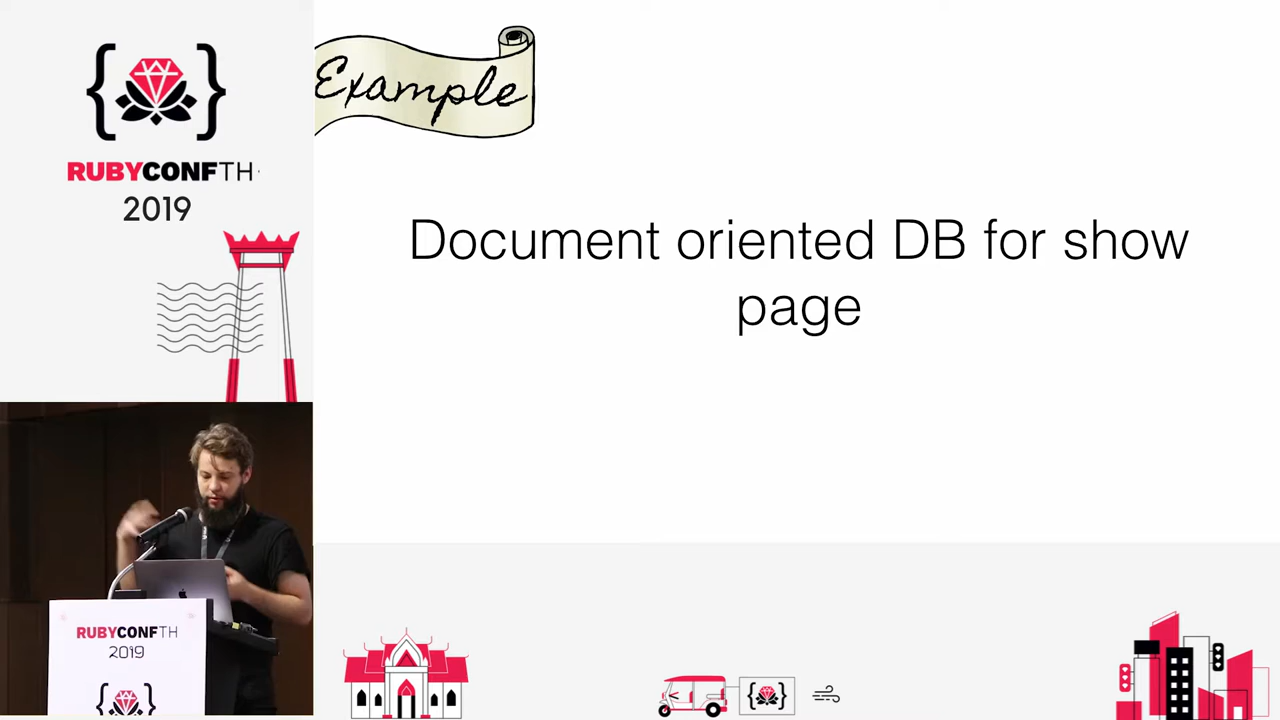 RUBYCONFTH
2019
Example
Document oriented DB for show
page
RUBYCONFTH
2019